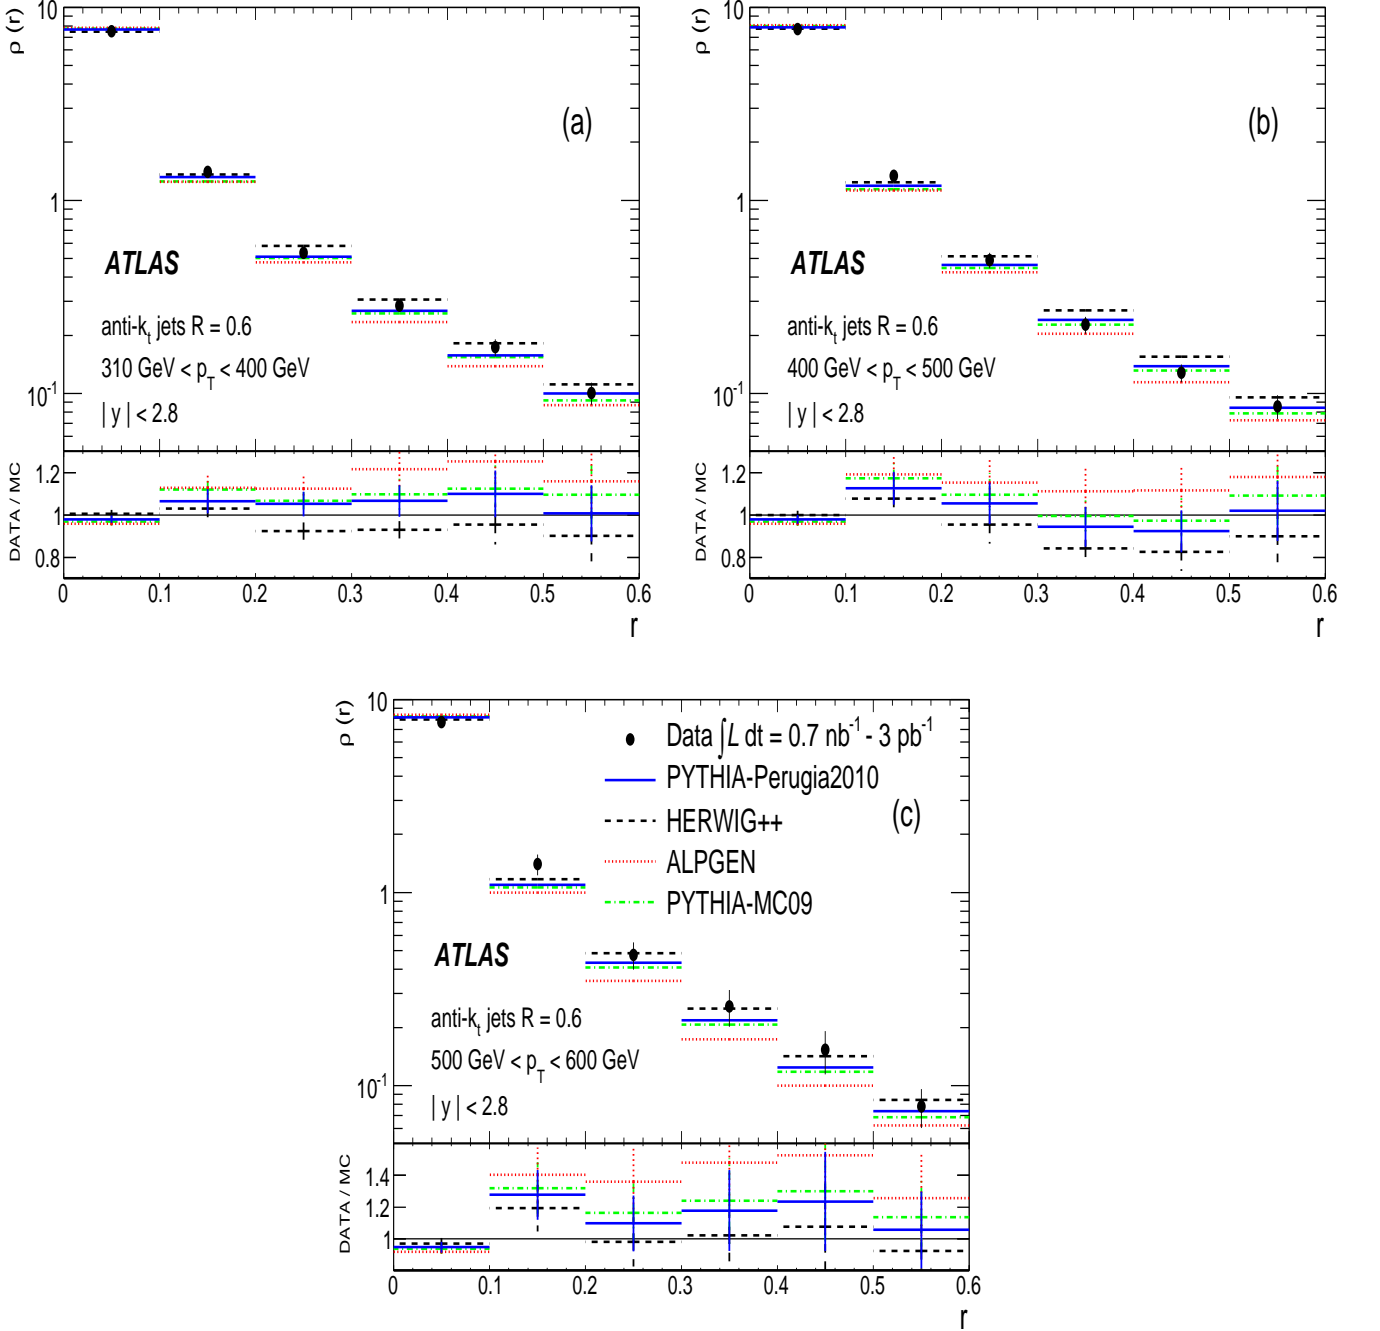 ρ (r)
10
1
10-1
(a)
ATLAS
anti-kt jets R = 0.6
310 GeV < pT < 400 GeV
| y | < 2.8
DATA / MC
1.2
1
0.8
0 0.1 0.2 0.3 0.4 0.5 0.6
r
ρ (r)
10
1
10-1
(b)
ATLAS
anti-kt jets R = 0.6
400 GeV < pT < 500 GeV
| y | < 2.8
DATA / MC
1.2
1
0.8
0 0.1 0.2 0.3 0.4 0.5 0.6
r
ρ (r)
10
1
10-1
Data ∫L dt = 0.7 nb-1 - 3 pb-1
PYTHIA-Perugia2010
HERWIG++
ALPGEN
PYTHIA-MC09
(c)
ATLAS
anti-kt jets R = 0.6
500 GeV < pT < 600 GeV
| y | < 2.8
DATA / MC
1.4
1.2
1
0 0.1 0.2 0.3 0.4 0.5 0.6
r